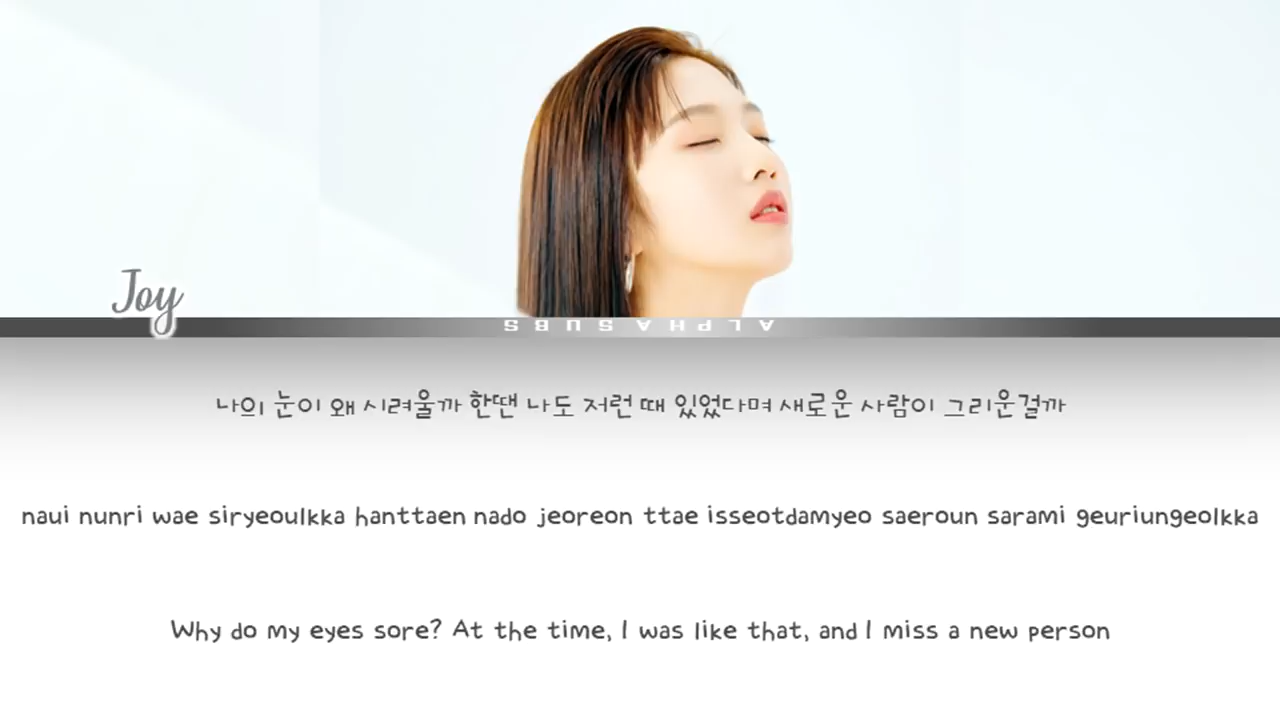 Joy
ALPHA SUBS
나의 눈이 왜 시려울까 한땐 나도 저런 때 있었다며 새로운 사람이 그리운걸까
naui nunri wae siryeoulkka hanttaen nado jeoreon ttae isseotdamyeo saeroun sarami geuriungeolkka
Why do my eyes sore? At the time, I was like that, and I miss a new person